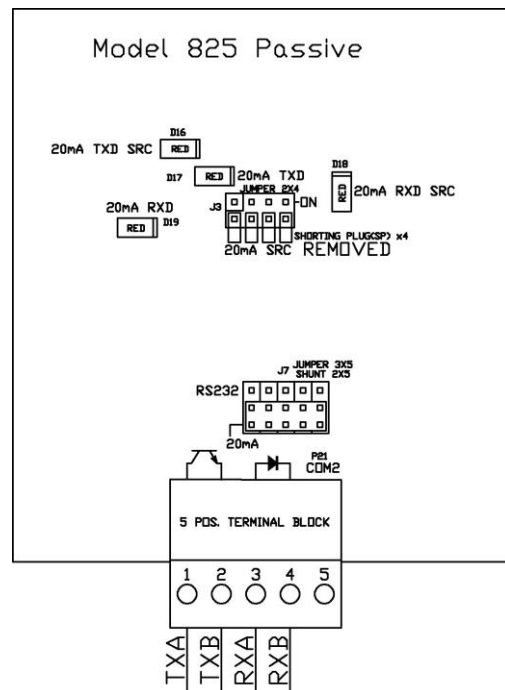 Model 825 Passive
D16
20mA TXD SRC
RED
D17
RED
20mA TXD
D18
RED
20mA RXD SRC
JUMPER 2X4
J3
ON
20mA RXD
RED
D19
SHORTING PLUG(SP) x4
20mA SRC
REMOVED
J7
JUMPER 3X5
SHUNT 2X5
RS232
20mA
P21
COM2
5 POS. TERMINAL BLOCK
1 2 3 4 5
TXA
TXB
RXA
RXB